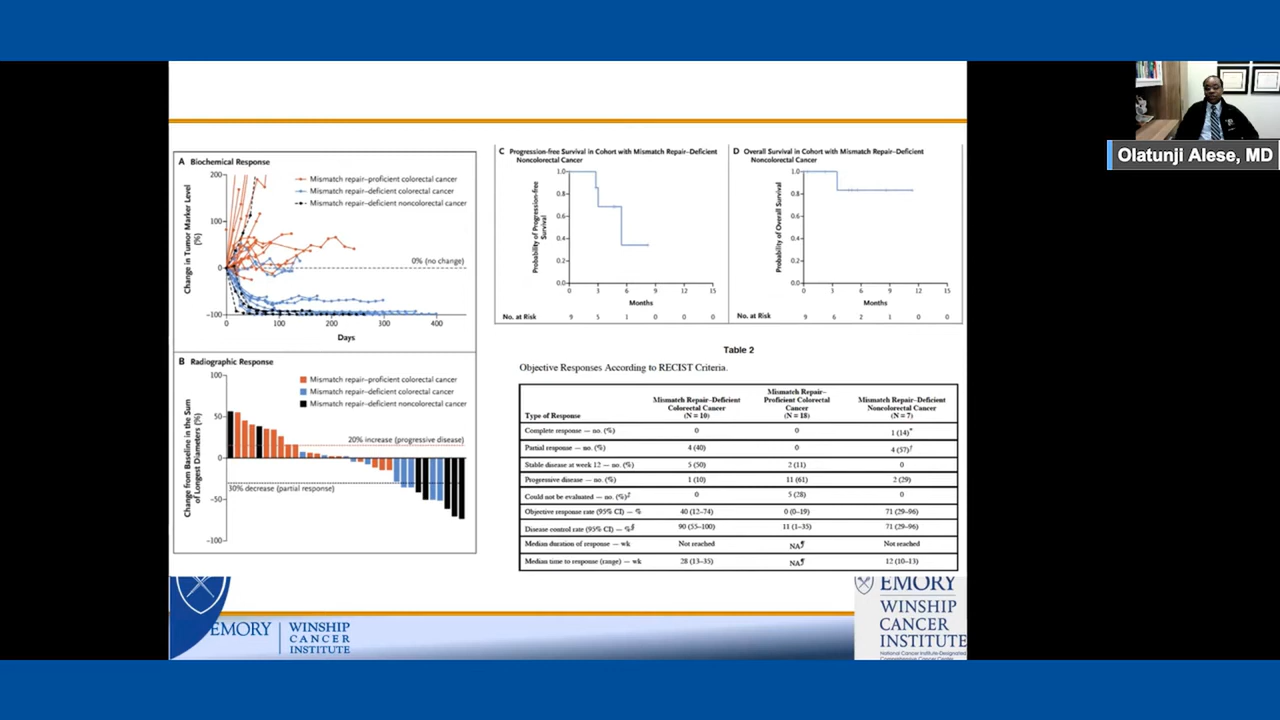 Olatunji Alese, MD
A Biochemical Response
Change in Tumor Marker Level
(%)
200
100
0
−100
Mismatch repair–proficient colorectal cancer
Mismatch repair–deficient colorectal cancer
Mismatch repair–deficient noncolorectal cancer
0% (no change)
0 100 200 300 400
Days
B Radiographic Response
Change from Baseline in the Sum
of Longest Diameters (%)
100
50
0
−50
−100
Mismatch repair–proficient colorectal cancer
Mismatch repair–deficient colorectal cancer
Mismatch repair–deficient noncolorectal cancer
20% increase (progressive disease)
30% decrease (partial response)
C Progression-free Survival in Cohort with Mismatch Repair–Deficient
Noncolorectal Cancer
Probability of Progression-free
Survival
1.0
0.8
0.6
0.4
0.2
0.0
0 3 6 9 12 15
Months
No. at Risk 9 5 1 0 0 0
D Overall Survival in Cohort with Mismatch Repair–Deficient
Noncolorectal Cancer
Probability of Overall Survival
1.0
0.8
0.6
0.4
0.2
0.0
0 3 6 9 12 15
Months
No. at Risk 9 6 2 1 0 0
Table 2
Objective Responses According to RECIST Criteria.
Type of Response
Mismatch Repair–Deficient
Colorectal Cancer
(N = 10)
Mismatch Repair–
Proficient Colorectal
Cancer
(N = 18)
Mismatch Repair–Deficient
Noncolorectal Cancer
(N = 7)
Complete response — no. (%) 0 0 1 (14)*
Partial response — no. (%) 4 (40) 0 4 (57)†
Stable disease at week 12 — no. (%) 5 (50) 2 (11) 0
Progressive disease — no. (%) 1 (10) 11 (61) 2 (29)
Could not be evaluated — no. (%)‡ 0 5 (28) 0
Objective response rate (95% CI) — % 40 (12–74) 0 (0–19) 71 (29–96)
Disease control rate (95% CI) — %§ 90 (55–100) 11 (1–35) 71 (29–96)
Median duration of response — wk Not reached NA¶ Not reached
Median time to response (range) — wk 28 (13–35) NA¶ 12 (10–13)
EMORY
WINSHIP
CANCER
INSTITUTE
EMORY
WINSHIP
CANCER
INSTITUTE
National Cancer Institute-Designated
Comprehensive Cancer Center